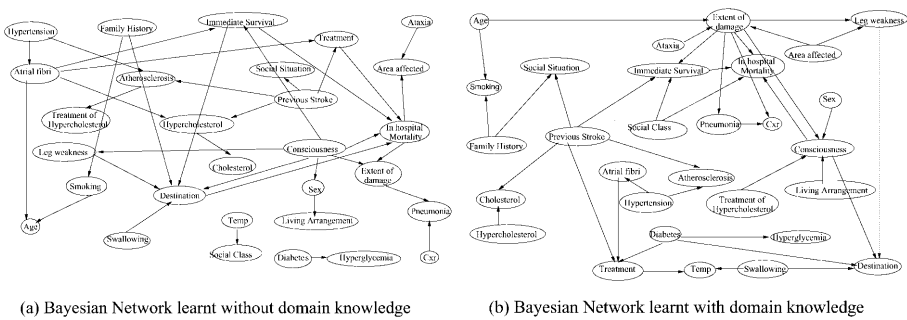 Hypertension
Family History
Immediate Survival
Ataxia
Treatment
Atrial fibri
Atherosclerosis
Social Situation
Area affected
Previous Stroke
Treatment of
Hypercholesterol
Hypercholesterol
In hospital
Mortality
Leg weakness
Consciousness
Cholesterol
Extent of
damage
Smoking
Destination
Sex
Pneumonia
Age
Living Arrangement
Swallowing
Temp
Social Class
Diabetes
Hyperglycemia
Cxr
(a) Bayesian Network learnt without domain knowledge
Age
Extent of
damage
Leg weakness
Ataxia
Area affected
Social Situation
Immediate Survival
In hospital
Mortality
Smoking
Sex
Social Class
Pneumonia
Cxr
Previous Stroke
Family History
Consciousness
Atrial fibri
Atherosclerosis
Living Arrangement
Cholesterol
Hypertension
Treatment of
Hypercholesterol
Hypercholesterol
Diabetes
Hyperglycemia
Treatment
Temp
Swallowing
Destination
(b) Bayesian Network learnt with domain knowledge